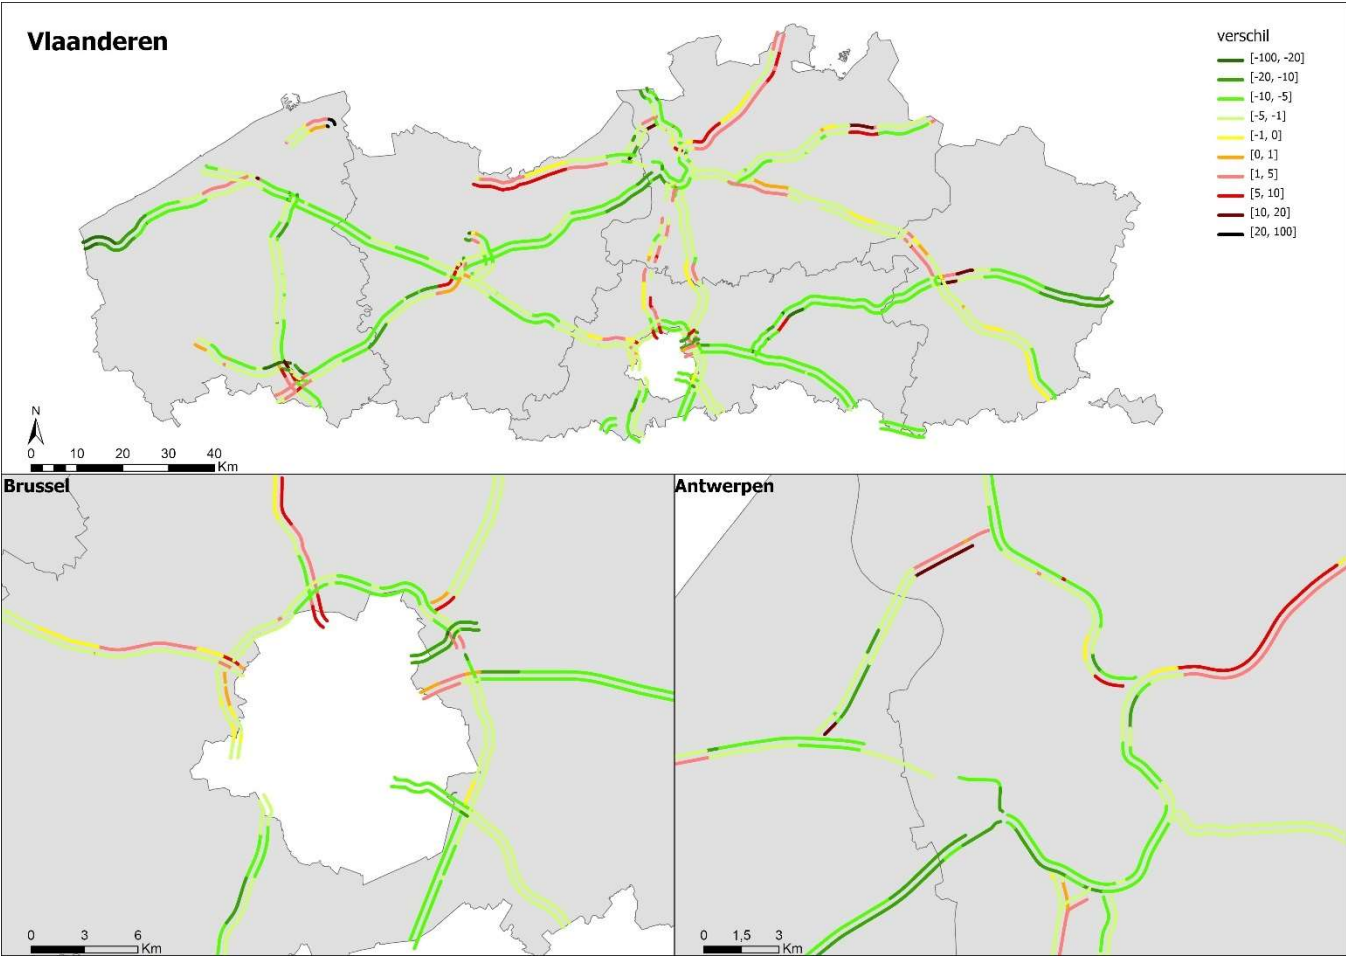 Vlaanderen
verschil
[-100, -20]
[-20, -10]
[-10, -5]
[-5, -1]
[-1, 0]
[0, 1]
[1, 5]
[5, 10]
[10, 20]
[20, 100]
N
0 10 20 30 40
Km
Brussel
0 3 6
Km
Antwerpen
0 1,5 3
Km